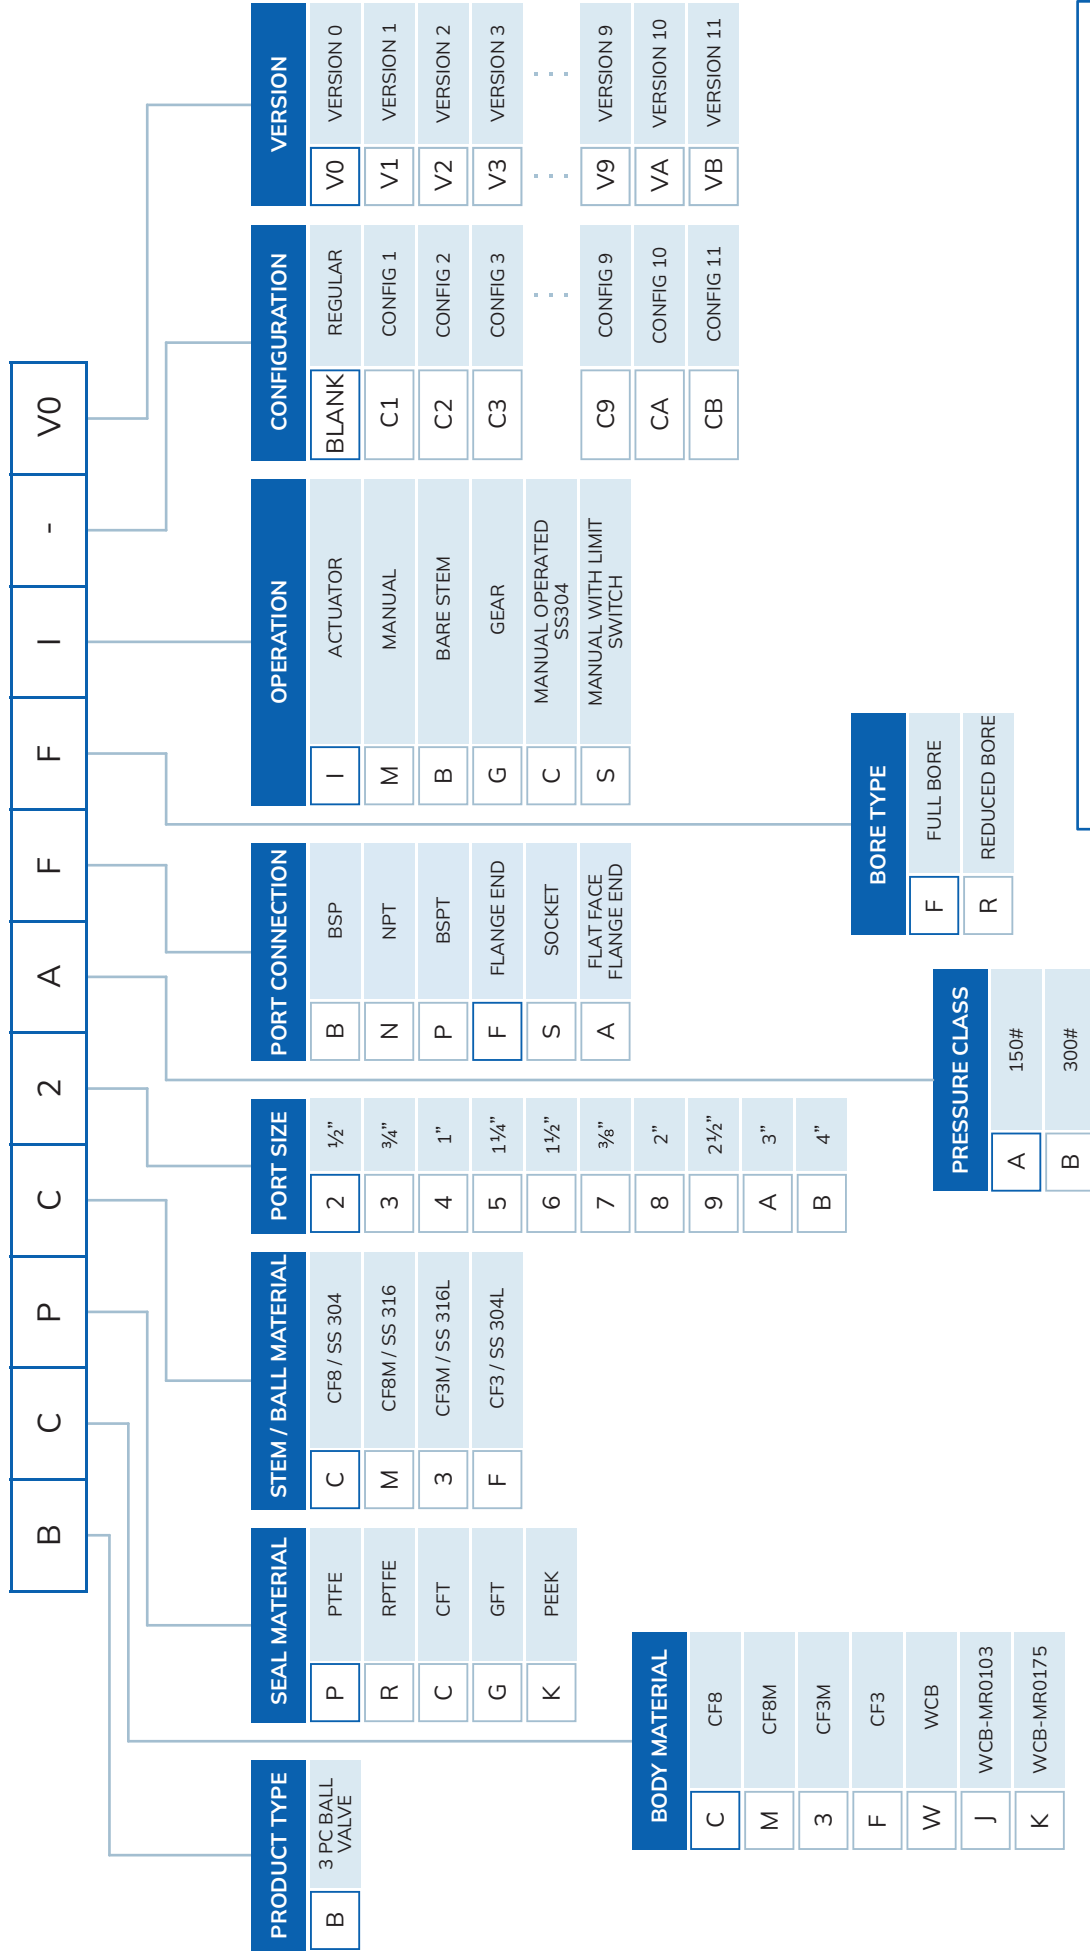 B C P C 2 A F F I - V0
PRODUCT TYPE
B 3 PC BALL
VALVE
SEAL MATERIAL
P PTFE
R RPTFE
C CFT
G GFT
K PEEK
STEM / BALL MATERIAL
C CF8 / SS 304
M CF8M / SS 316
3 CF3M / SS 316L
F CF3 / SS 304L
PORT SIZE
2 ½”
3 ¾”
4 1”
5 1¼”
6 1½”
7 ⅜”
8 2”
9 2½”
A 3”
B 4”
PORT CONNECTION
B BSP
N NPT
P BSPT
F FLANGE END
S SOCKET
A FLAT FACE
FLANGE END
OPERATION
I ACTUATOR
M MANUAL
B BARE STEM
G GEAR
C MANUAL OPERATED
SS304
S MANUAL WITH LIMIT
SWITCH
CONFIGURATION
BLANK REGULAR
C1 CONFIG 1
C2 CONFIG 2
C3 CONFIG 3
... ...
C9 CONFIG 9
CA CONFIG 10
CB CONFIG 11
VERSION
V0 VERSION 0
V1 VERSION 1
V2 VERSION 2
V3 VERSION 3
... ...
V9 VERSION 9
VA VERSION 10
VB VERSION 11
BODY MATERIAL
C CF8
M CF8M
3 CF3M
F CF3
W WCB
J WCB-MR0103
K WCB-MR0175
PRESSURE CLASS
A 150#
B 300#
BORE TYPE
F FULL BORE
R REDUCED BORE